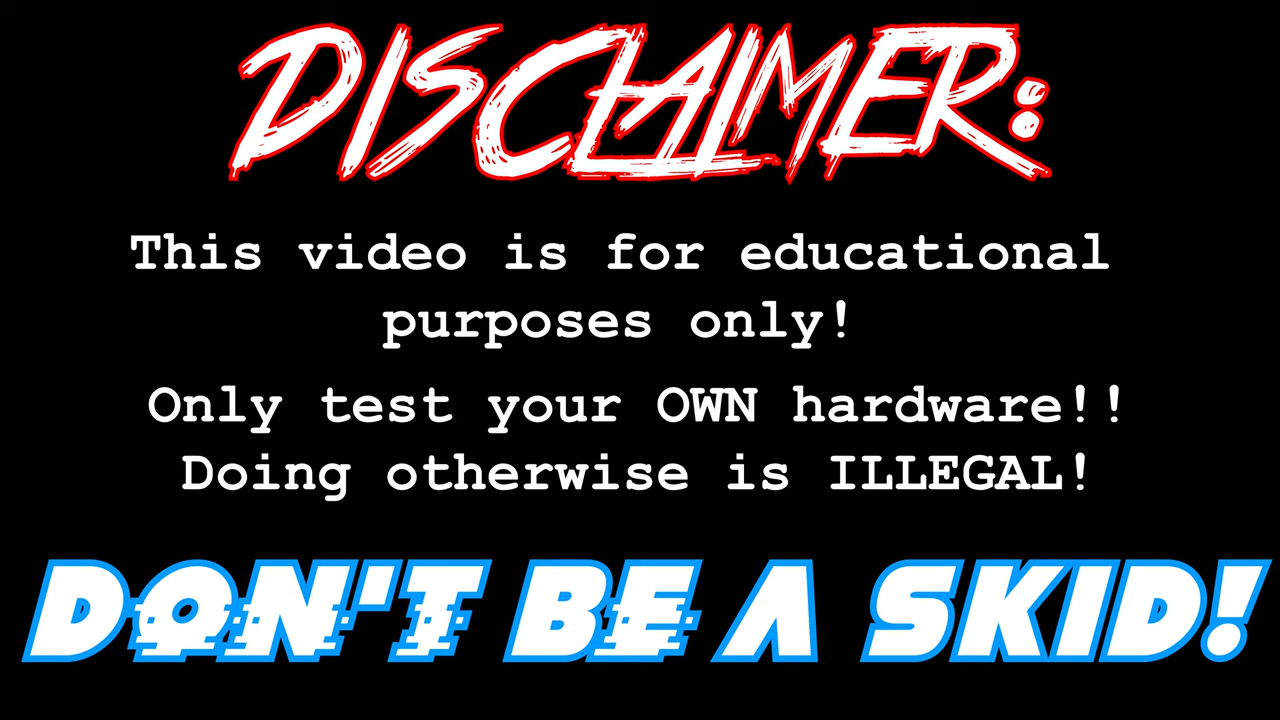 DISCLAIMER:
This video is for educational
purposes only!
Only test your OWN hardware!!
Doing otherwise is ILLEGAL!
DON'T BE A SKID!